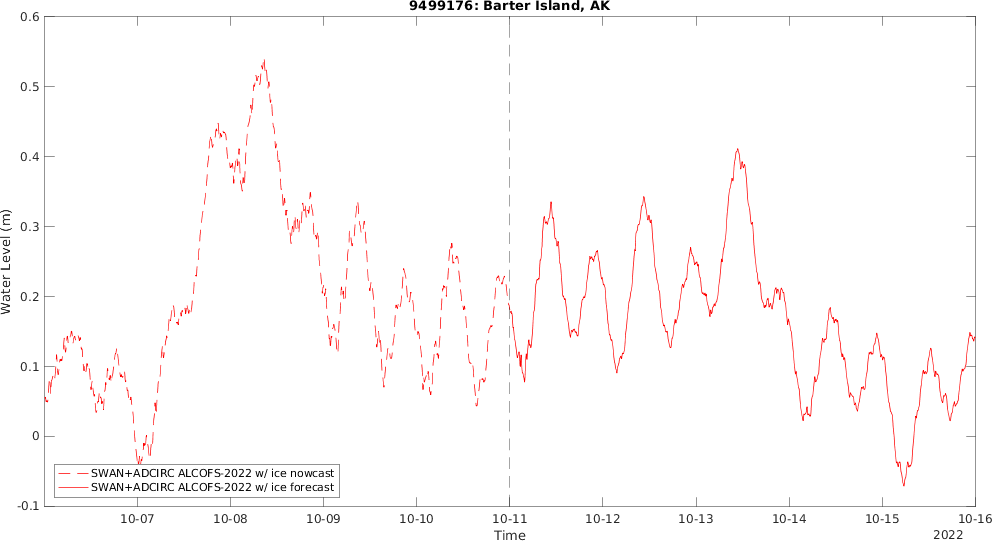 9499176: Barter Island, AK
0.6
0.5
0.4
0.3
0.2
0.1
0
-0.1
Water Level (m)
SWAN+ADCIRC ALCOFS-2022 w/ ice nowcast
SWAN+ADCIRC ALCOFS-2022 w/ ice forecast
10-07 10-08 10-09 10-10 10-11 10-12 10-13 10-14 10-15 10-16
Time
2022